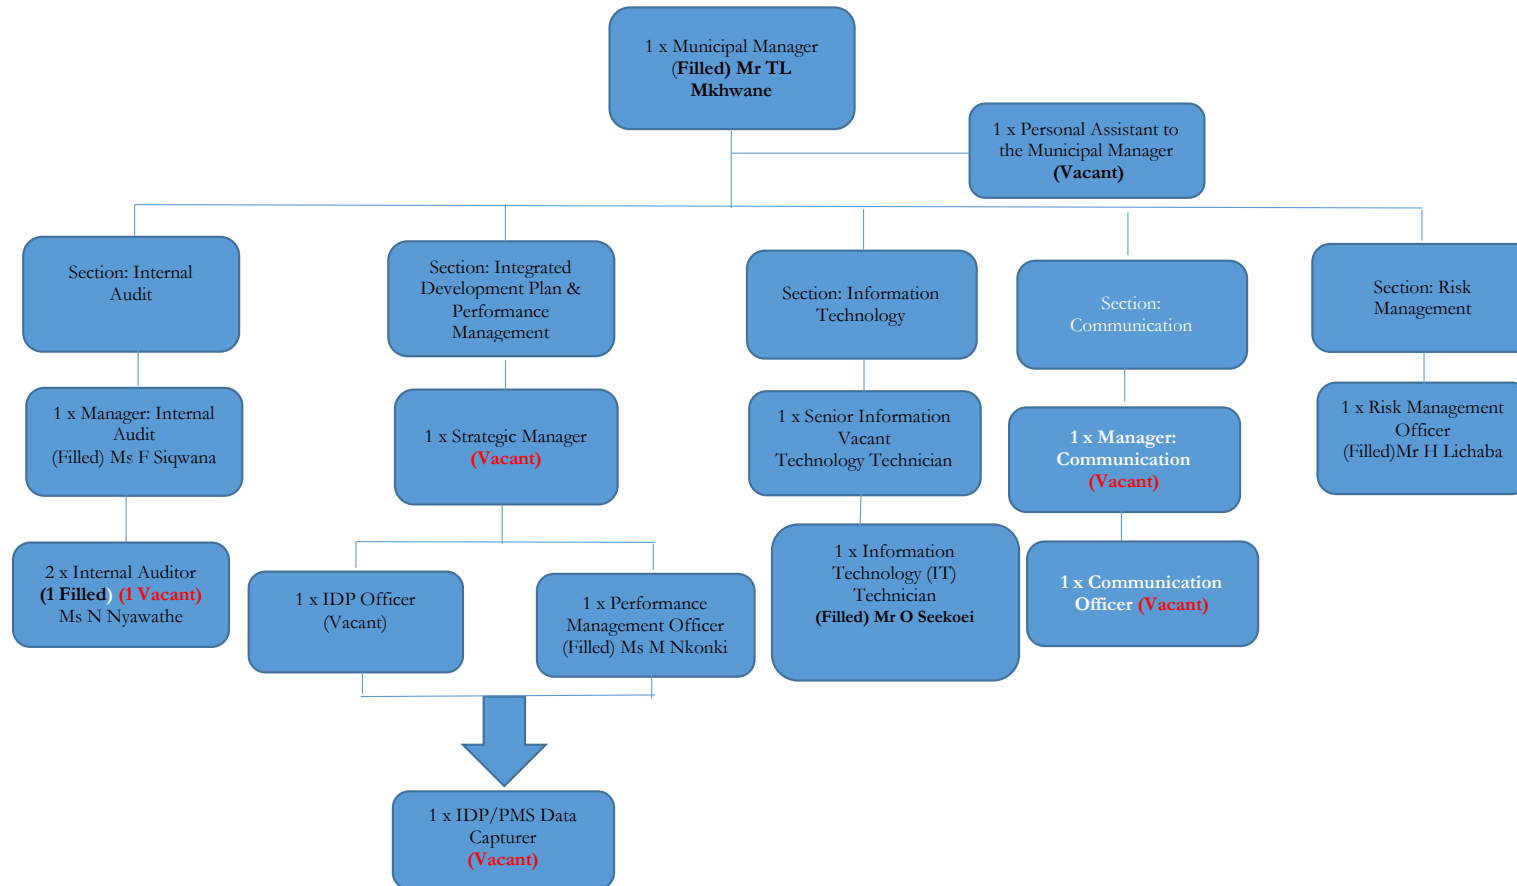 1 x Municipal Manager
(Filled) Mr TL
Mkhwane
1 x Personal Assistant to
the Municipal Manager
(Vacant)
Section: Internal
Audit
Section: Integrated
Development Plan &
Performance
Management
Section: Information
Technology
Section:
Communication
Section: Risk
Management
1 x Manager: Internal
Audit
(Filled) Ms F Siqwana
1 x Strategic Manager
(Vacant)
1 x Senior Information
Vacant
Technology Technician
1 x Manager:
Communication
(Vacant)
1 x Risk Management
Officer
(Filled)Mr H Lichaba
2 x Internal Auditor
(1 Filled) (1 Vacant)
Ms N Nyawathe
1 x IDP Officer
(Vacant)
1 x Performance
Management Officer
(Filled) Ms M Nkonki
1 x Information
Technology (IT)
Technician
(Filled) Mr O Seekoei
1 x Communication
Officer (Vacant)
1 x IDP/PMS Data
Capturer
(Vacant)